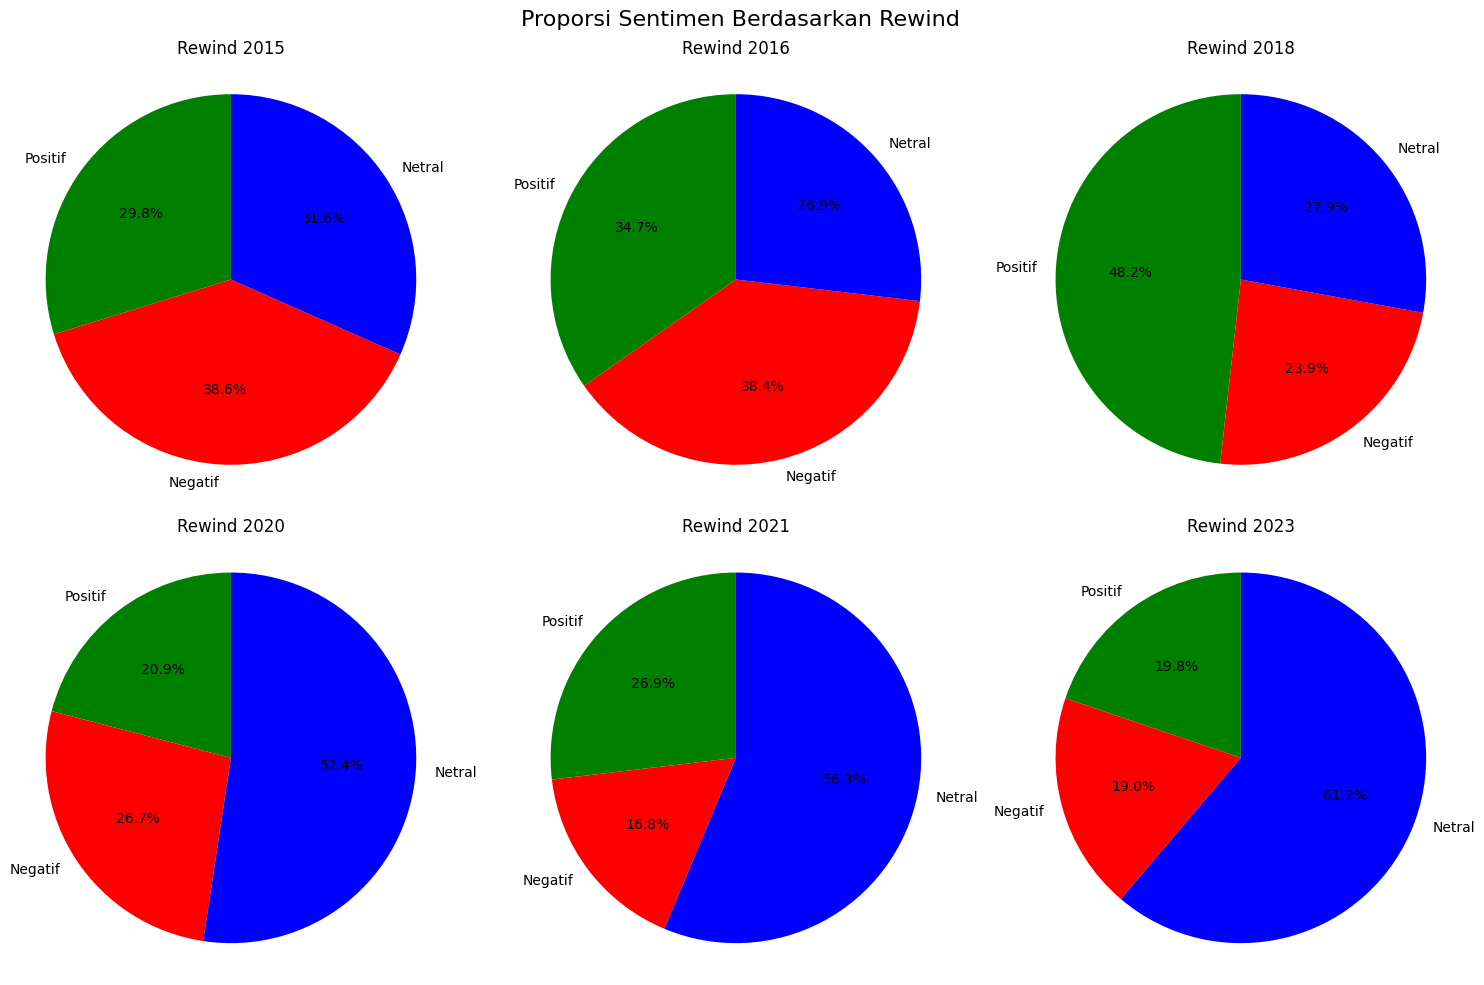 Proporsi Sentimen Berdasarkan Rewind
Rewind 2015
Positif
Netral
29.8%
31.6%
38.6%
Negatif
Rewind 2016
Netral
Positif
26.9%
34.7%
38.4%
Negatif
Rewind 2018
Netral
27.9%
Positif
48.2%
23.9%
Negatif
Rewind 2020
Positif
20.9%
52.4%
Netral
26.7%
Negatif
Rewind 2021
Positif
26.9%
56.3%
Netral
16.8%
Negatif
Rewind 2023
Positif
19.8%
19.0%
61.2%
Negatif
Netral